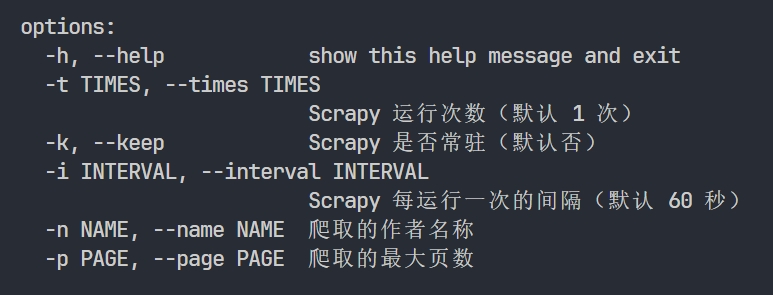 options:
-h, --help show this help message and exit
-t TIMES, --times TIMES
Scrapy 运行次数（默认 1 次）
-k, --keep Scrapy 是否常驻（默认否）
-i INTERVAL, --interval INTERVAL
Scrapy 每运行一次的间隔（默认 60 秒）
-n NAME, --name NAME 爬取的作者名称
-p PAGE, --page PAGE 爬取的最大页数